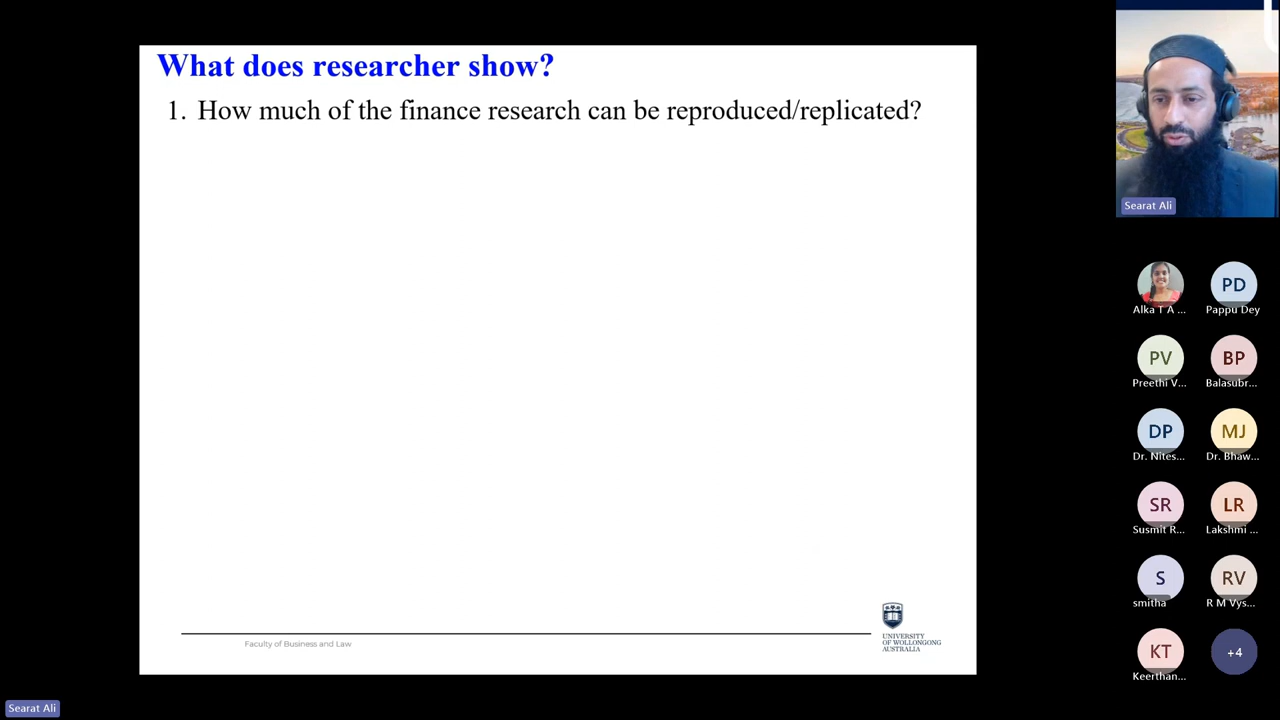 What does researcher show?
1. How much of the finance research can be reproduced/replicated?
Faculty of Business and Law
UNIVERSITY
OF WOLLONGONG
AUSTRALIA
Searat Ali
Alka T A ...
PD
Pappu Dey
PV
Preethi V...
BP
Balasubr...
DP
Dr. Nites...
MJ
Dr. Bhaw...
SR
Susmit R...
LR
Lakshmi ...
S
smitha
RV
R M Vys...
KT
Keerthan...
+4
Searat Ali